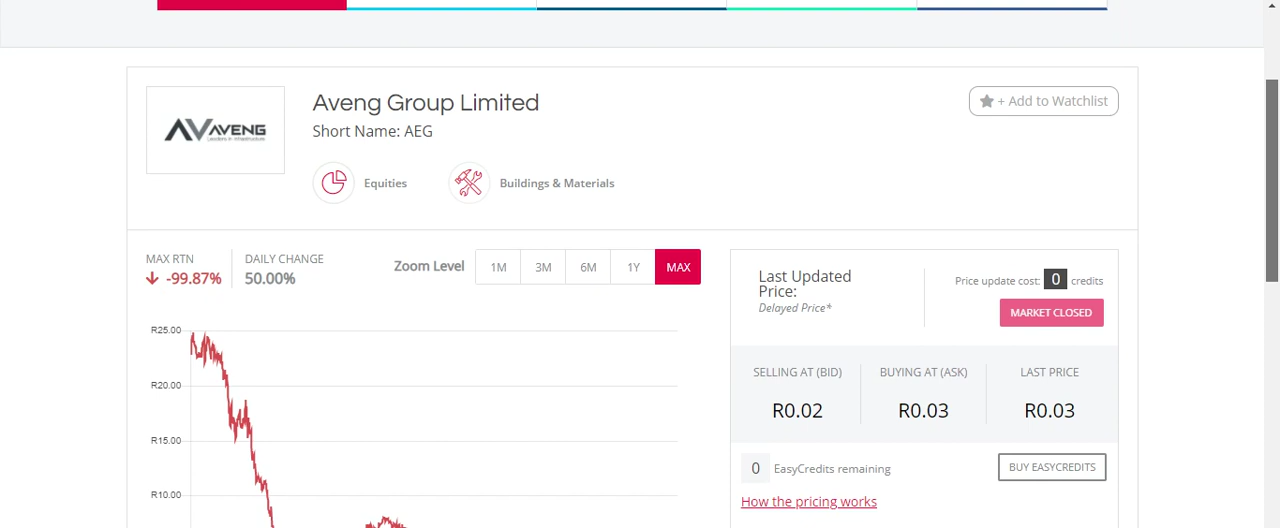 Aveng Group Limited
+ Add to Watchlist
AVENG
Short Name: AEG
Equities
Buildings & Materials
MAX RTN
-99.87%
DAILY CHANGE
50.00%
Zoom Level
1M
3M
6M
1Y
MAX
R25.00
R20.00
R15.00
R10.00
Last Updated
Price:
Delayed Price*
Price update cost: 0 credits
MARKET CLOSED
SELLING AT (BID)
R0.02
BUYING AT (ASK)
R0.03
LAST PRICE
R0.03
0 EasyCredits remaining
BUY EASYCREDITS
How the pricing works